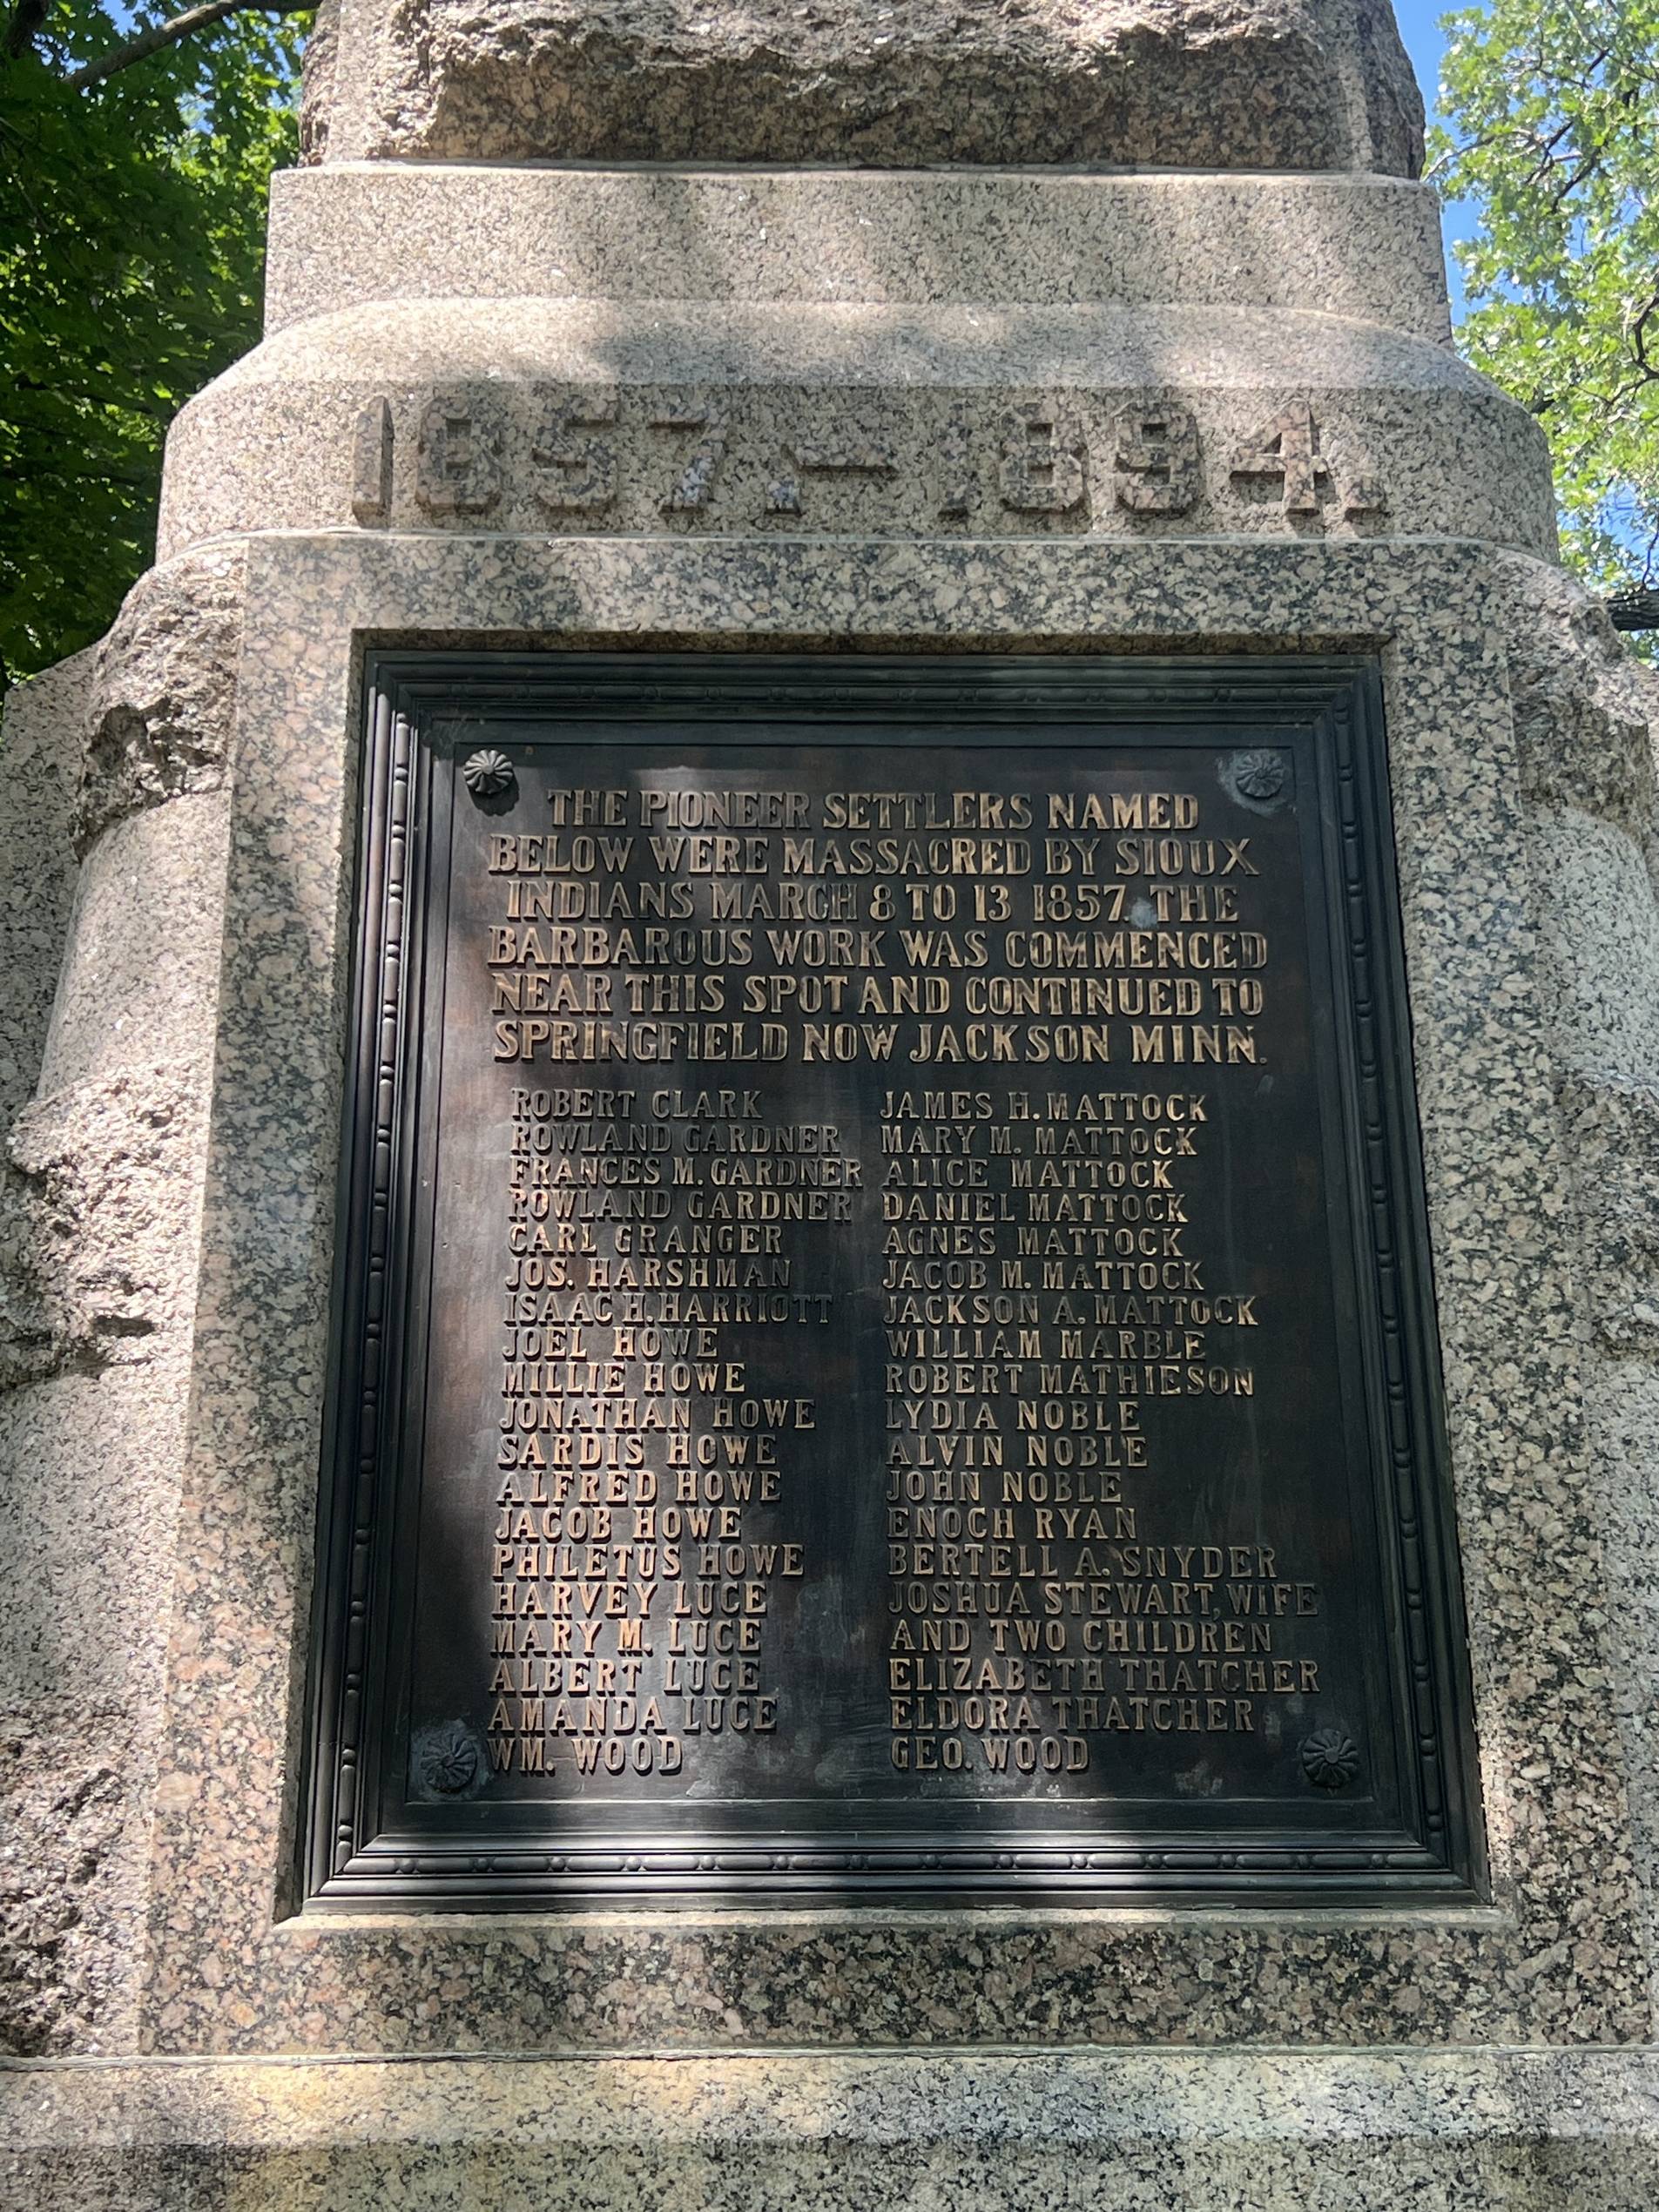 1857.-1894.
THE PIONEER SETTLERS NAMED
BELOW WERE MASSACRED BY SIOUX
INDIANS MARCH 8 TO 13 1857. THE
BARBAROUS WORK WAS COMMENCED
NEAR THIS SPOT AND CONTINUED TO
SPRINGFIELD NOW JACKSON MINN.
ROBERT CLARK
ROWLAND GARDNER
FRANCES M. GARDNER
ROWLAND GARDNER
CARL GRANGER
JOS. HARSHMAN
ISAAC H. HARRIOTT
JOEL HOWE
MILLIE HOWE
JONATHAN HOWE
SARDIS HOWE
ALFRED HOWE
JACOB HOWE
PHILETUS HOWE
HARVEY LUCE
MARY M. LUCE
ALBERT LUCE
AMANDA LUCE
WM. WOOD
JAMES H. MATTOCK
MARY M. MATTOCK
ALICE MATTOCK
DANIEL MATTOCK
AGNES MATTOCK
JACOB M. MATTOCK
JACKSON A. MATTOCK
WILLIAM MARBLE
ROBERT MATHIESON
LYDIA NOBLE
ALVIN NOBLE
JOHN NOBLE
ENOCH RYAN
BERTELL A. SNYDER
JOSHUA STEWART, WIFE
AND TWO CHILDREN
ELIZABETH THATCHER
ELDORA THATCHER
GEO. WOOD